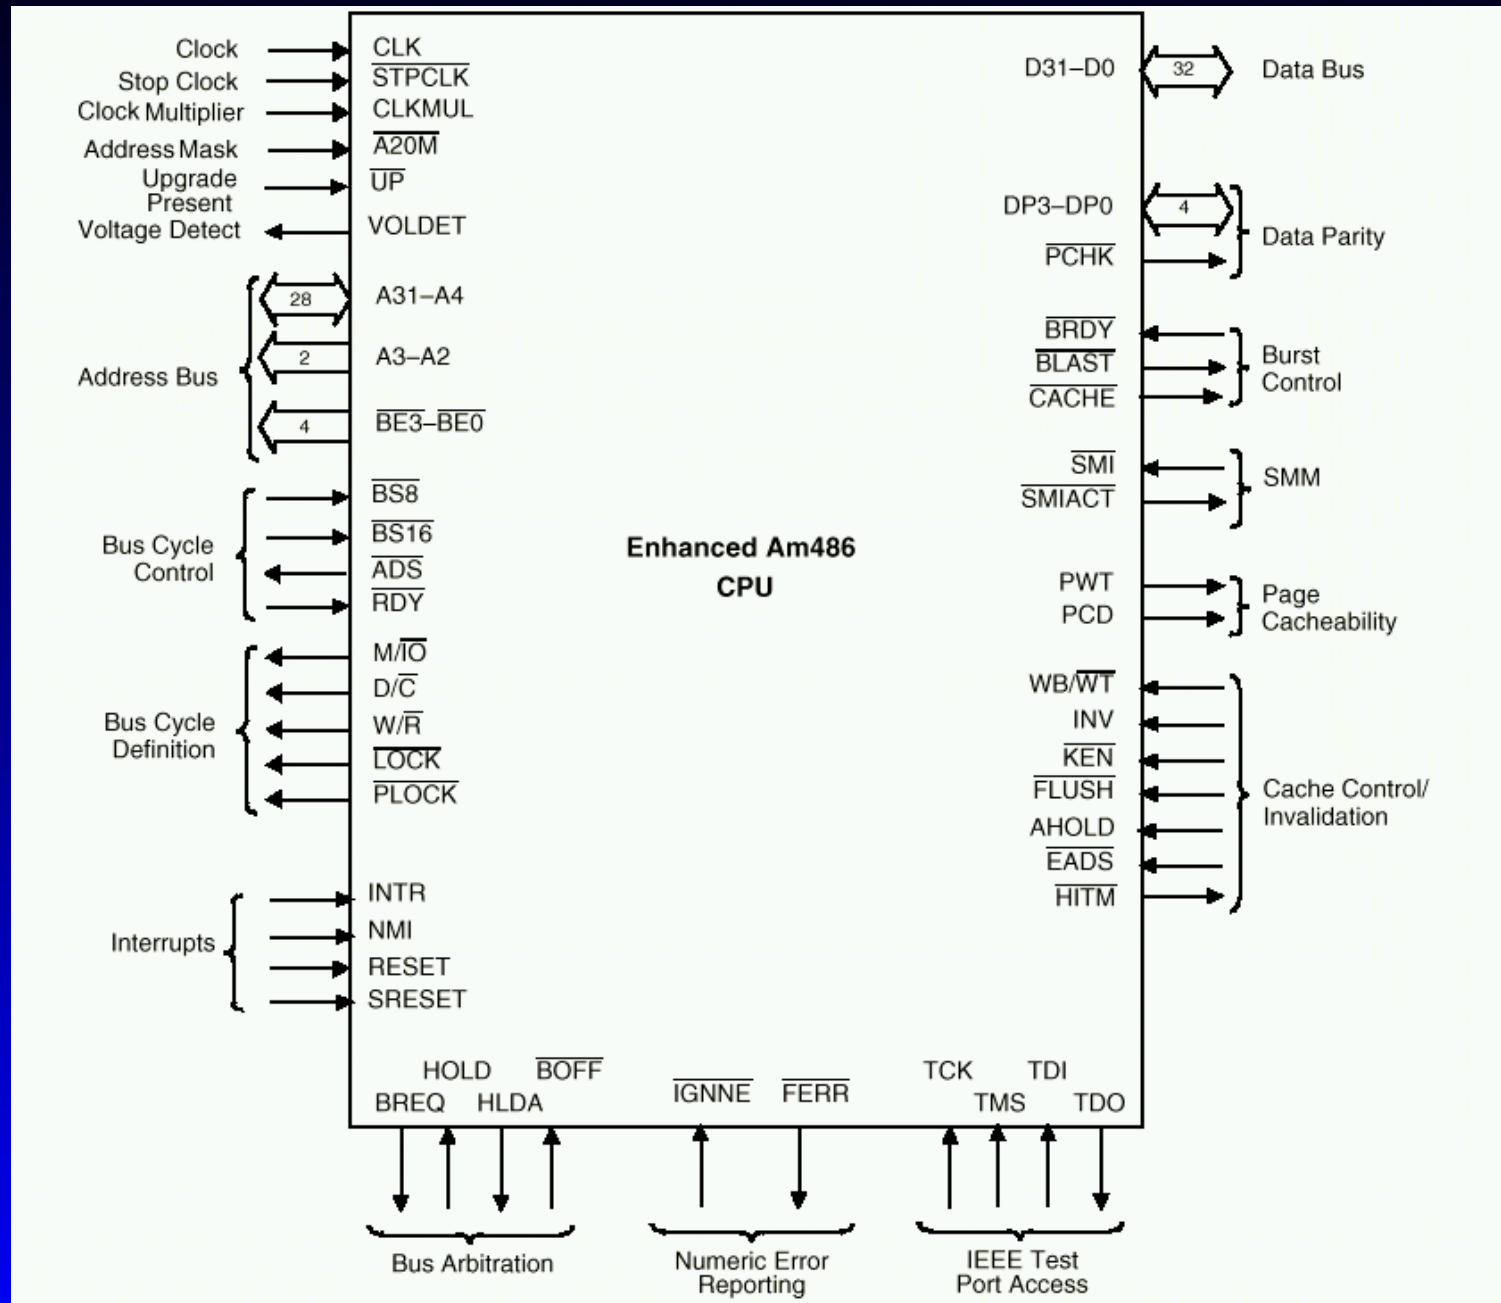 Clock
CLK
Stop Clock
STPCLK
Clock Multiplier
CLKMUL
Address Mask
A20M
Upgrade
Present
UP
Voltage Detect
VOLDET
Address Bus
28
A31–A4
2
A3–A2
4
BE3–BE0
Bus Cycle
Control
BS8
BS16
ADS
RDY
Bus Cycle
Definition
M/IO
D/C
W/R
LOCK
PLOCK
Interrupts
INTR
NMI
RESET
SRESET
Enhanced Am486
CPU
D31–D0
32
Data Bus
DP3–DP0
4
PCHK
Data Parity
BRDY
BLAST
CACHE
Burst
Control
SMI
SMIACT
SMM
PWT
PCD
Page
Cacheability
WB/WT
INV
KEN
FLUSH
AHOLD
EADS
HITM
Cache Control/
Invalidation
HOLD
BOFF
BREQ
HLDA
Bus Arbitration
IGNNE
FERR
Numeric Error
Reporting
TCK
TDI
TMS
TDO
IEEE Test
Port Access